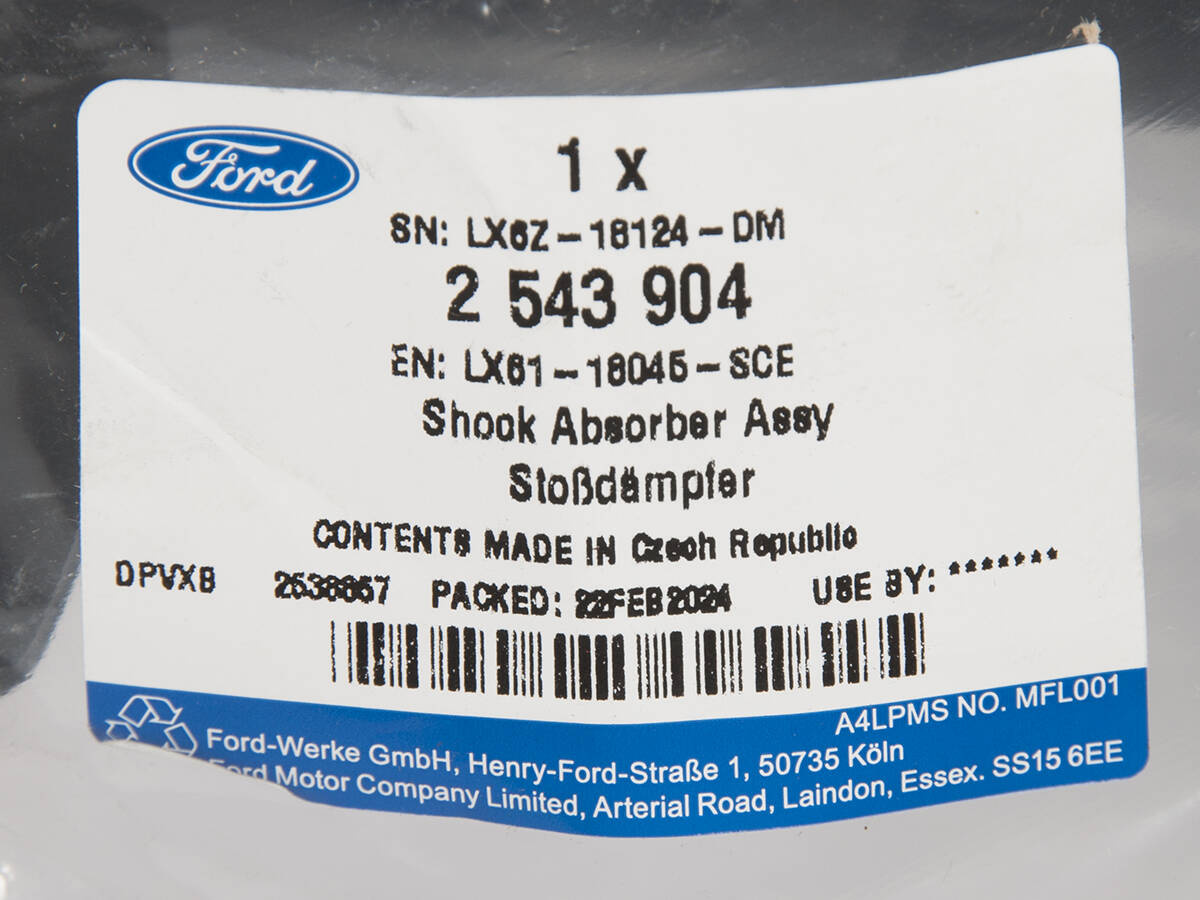 Ford
1 x
SN: LX6Z-18124-DM
2 543 904
EN: LX61-18045-SCE
Shock Absorber Assy
Stoßdämpfer
CONTENTS MADE IN Czech Republic
DPVXB PACKED: 22FEB2024 USE BY: *******
A4LPMS NO. MFL001
Ford-Werke GmbH, Henry-Ford-Straße 1, 50735 Köln
Ford Motor Company Limited, Arterial Road, Laindon, Essex. SS15 6EE